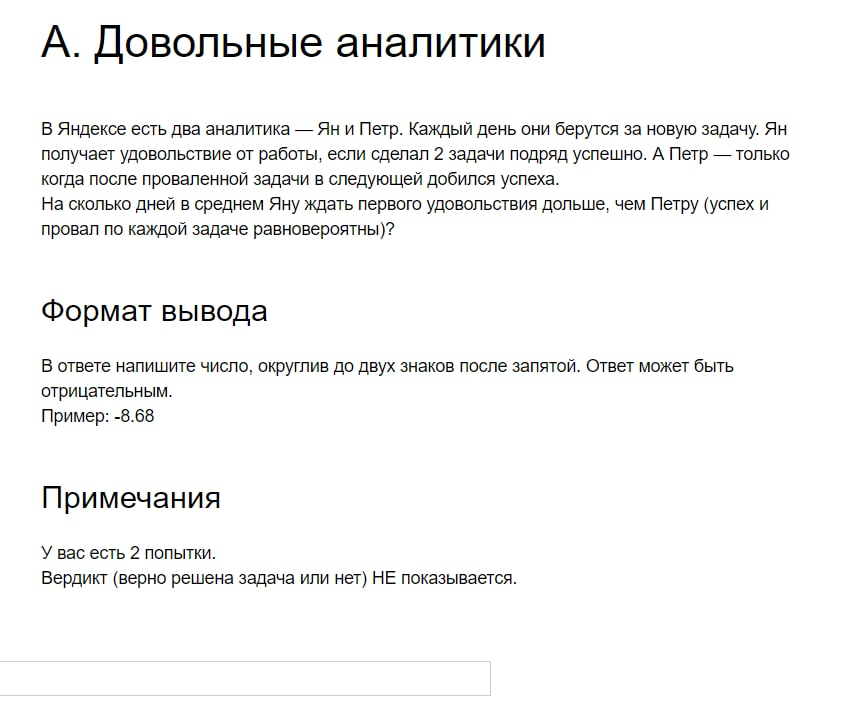 А. Довольные аналитики
В Яндексе есть два аналитика — Ян и Петр. Каждый день они берутся за новую задачу. Ян
получает удовольствие от работы, если сделал 2 задачи подряд успешно. А Петр — только
когда после проваленной задачи в следующей добился успеха.
На сколько дней в среднем Яну ждать первого удовольствия дольше, чем Петру (успех и
провал по каждой задаче равновероятны)?
Формат вывода
В ответе напишите число, округлив до двух знаков после запятой. Ответ может быть
отрицательным.
Пример: -8.68
Примечания
У вас есть 2 попытки.
Вердикт (верно решена задача или нет) НЕ показывается.